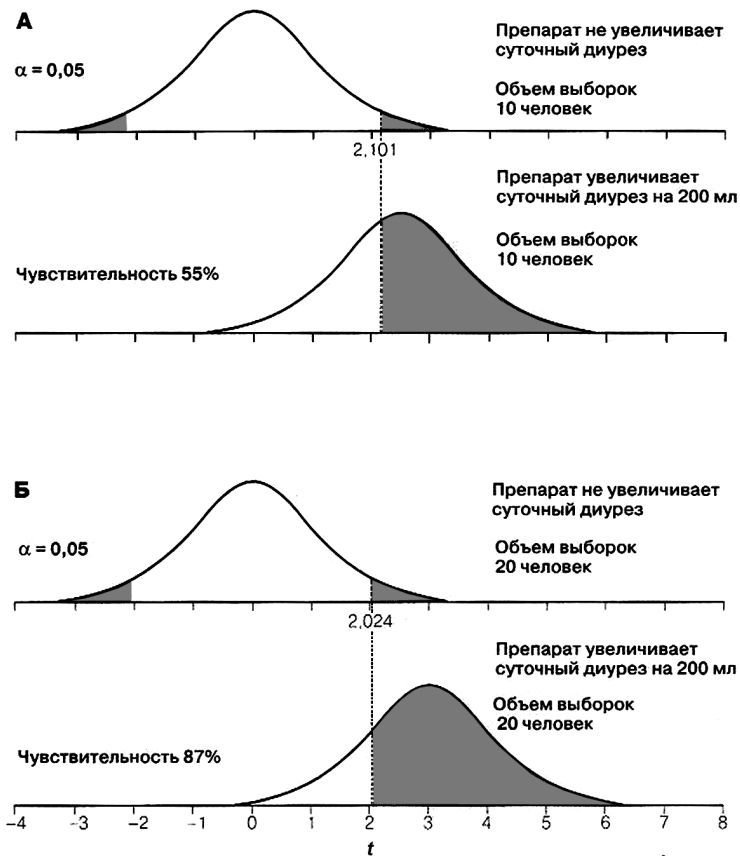 А
Препарат не увеличивает
суточный диурез
α = 0,05
Объем выборок
10 человек
2,101
Препарат увеличивает
суточный диурез на 200 мл
Объем выборок
10 человек
Чувствительность 55%
Б
Препарат не увеличивает
суточный диурез
α = 0,05
Объем выборок
20 человек
2,024
Препарат увеличивает
суточный диурез на 200 мл
Объем выборок
20 человек
Чувствительность 87%
−4 −3 −2 −1 0 1 2 3 4 5 6 7 8
t